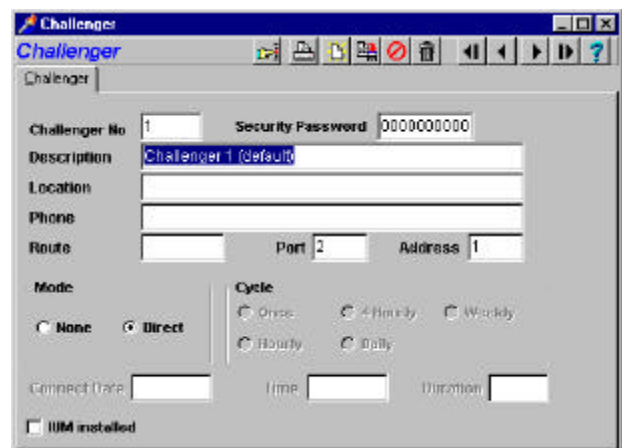 Challenger
Challenger
Challenger
Challenger No 1 Security Password 0000000000
Description Challenger 1 (default)
Location
Phone
Route Port 2 Address 1
Mode Cycle
None Direct Once 4 Hourly Weekly
Hourly Daily
Connect Date Time Duration
IUM installed